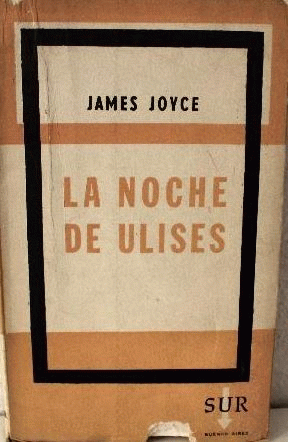 JAMES JOYCE
LA NOCHE
DE ULISES
SUR
BUENOS AIRES